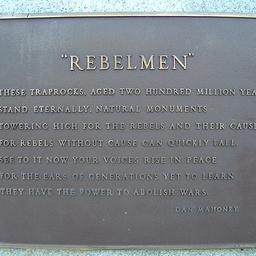 "REBELMEN"
THESE TRAPROCKS, AGED TWO HUNDRED MILLION YEA
STAND ETERNALLY, NATURAL MONUMENTS
TOWERING HIGH FOR THE REBELS AND THEIR CAUSE
FOR REBELS WITHOUT CAUSE CAN QUICKLY FALL
SEE TO IT NOW YOUR VOICES RISE IN PEACE
FOR THE EARS OF GENERATIONS YET TO LEARN
THEY HAVE THE POWER TO ABOLISH WARS.
DAN MAHONEY